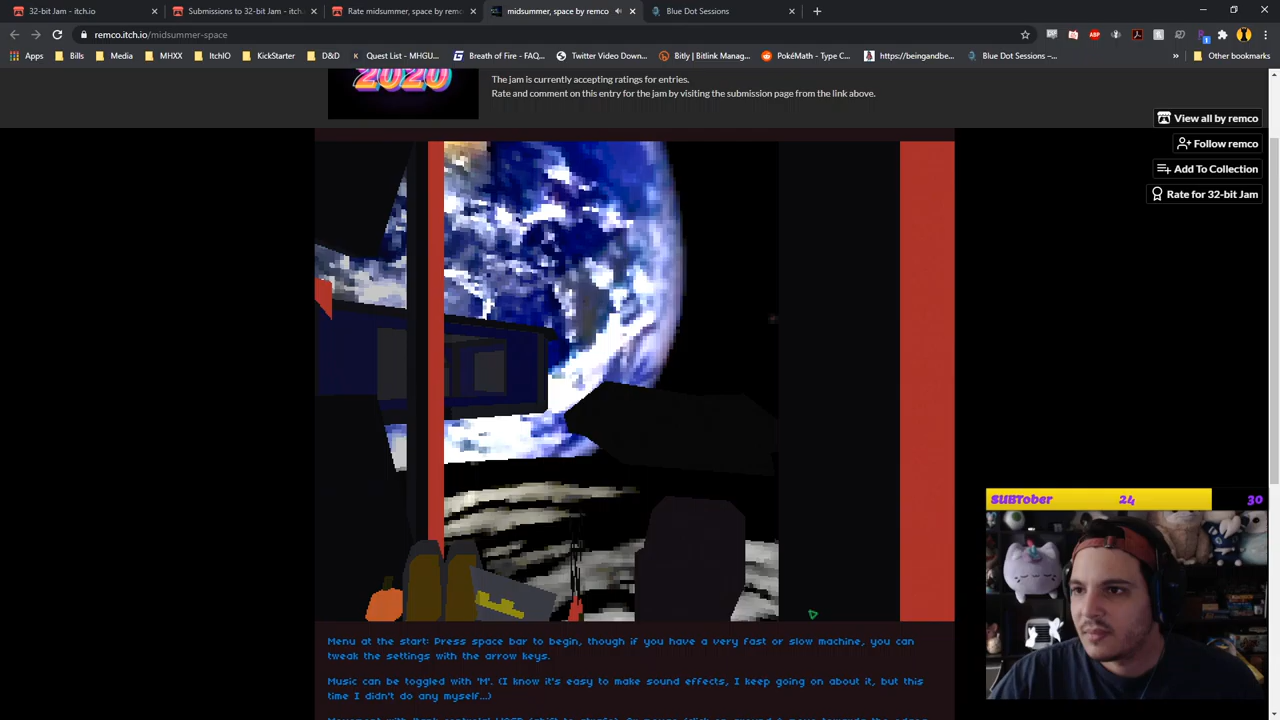 32-bit Jam - itch.io
Submissions to 32-bit Jam - itch.i
Rate midsummer, space by remc
midsummer, space by remco
Blue Dot Sessions
remco.itch.io/midsummer-space
Apps
Bills
Media
MHXX
ItchIO
KickStarter
D&D
Quest List - MHGU...
Breath of Fire - FAQ...
Twitter Video Down...
Bitly | Bitlink Manag...
PokéMath - Type C...
https://beingandbe...
Blue Dot Sessions –...
»
Other bookmarks
2020
The jam is currently accepting ratings for entries.
Rate and comment on this entry for the jam by visiting the submission page from the link above.
View all by remco
Follow remco
Add To Collection
Rate for 32-bit Jam
SUBTober 24 30
Menu at the start: Press space bar to begin, though if you have a very fast or slow machine, you can
tweak the settings with the arrow keys.
Music can be toggled with 'M'. (I know it's easy to make sound effects, I keep going on about it, but this
time I didn't do any myself...)